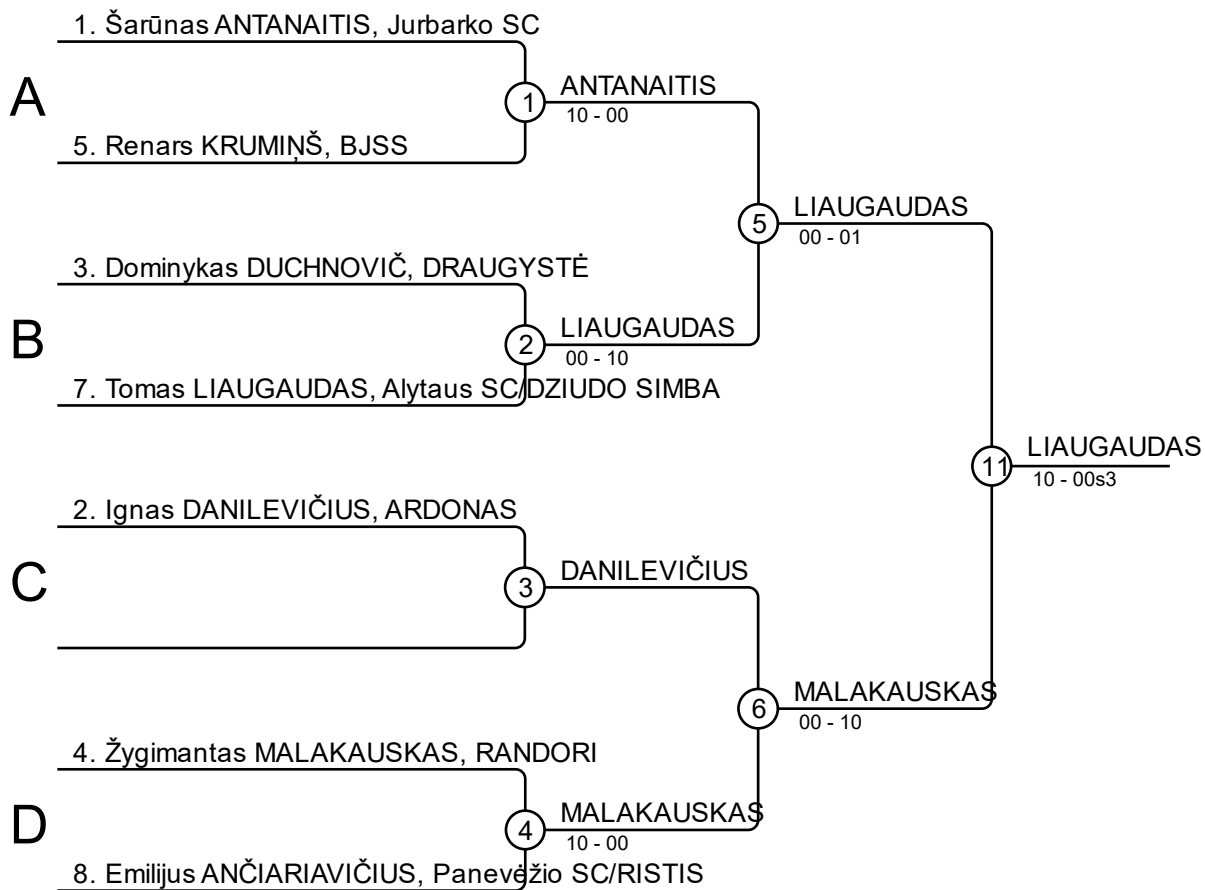 1. Šarūnas ANTANAITIS, Jurbarko SC
A
1
ANTANAITIS
10 - 00
5. Renars KRUMIŅŠ, BJSS
5
LIAUGAUDAS
00 - 01
3. Dominykas DUCHNOVIČ, DRAUGYSTĖ
B
2
LIAUGAUDAS
00 - 10
7. Tomas LIAUGAUDAS, Alytaus SC/DZIUDO SIMBA
11
LIAUGAUDAS
10 - 00s3
2. Ignas DANILEVIČIUS, ARDONAS
C
3
DANILEVIČIUS
6
MALAKAUSKAS
00 - 10
4. Žygimantas MALAKAUSKAS, RANDORI
D
4
MALAKAUSKAS
10 - 00
8. Emilijus ANČIARIAVIČIUS, Panevėžio SC/RISTIS